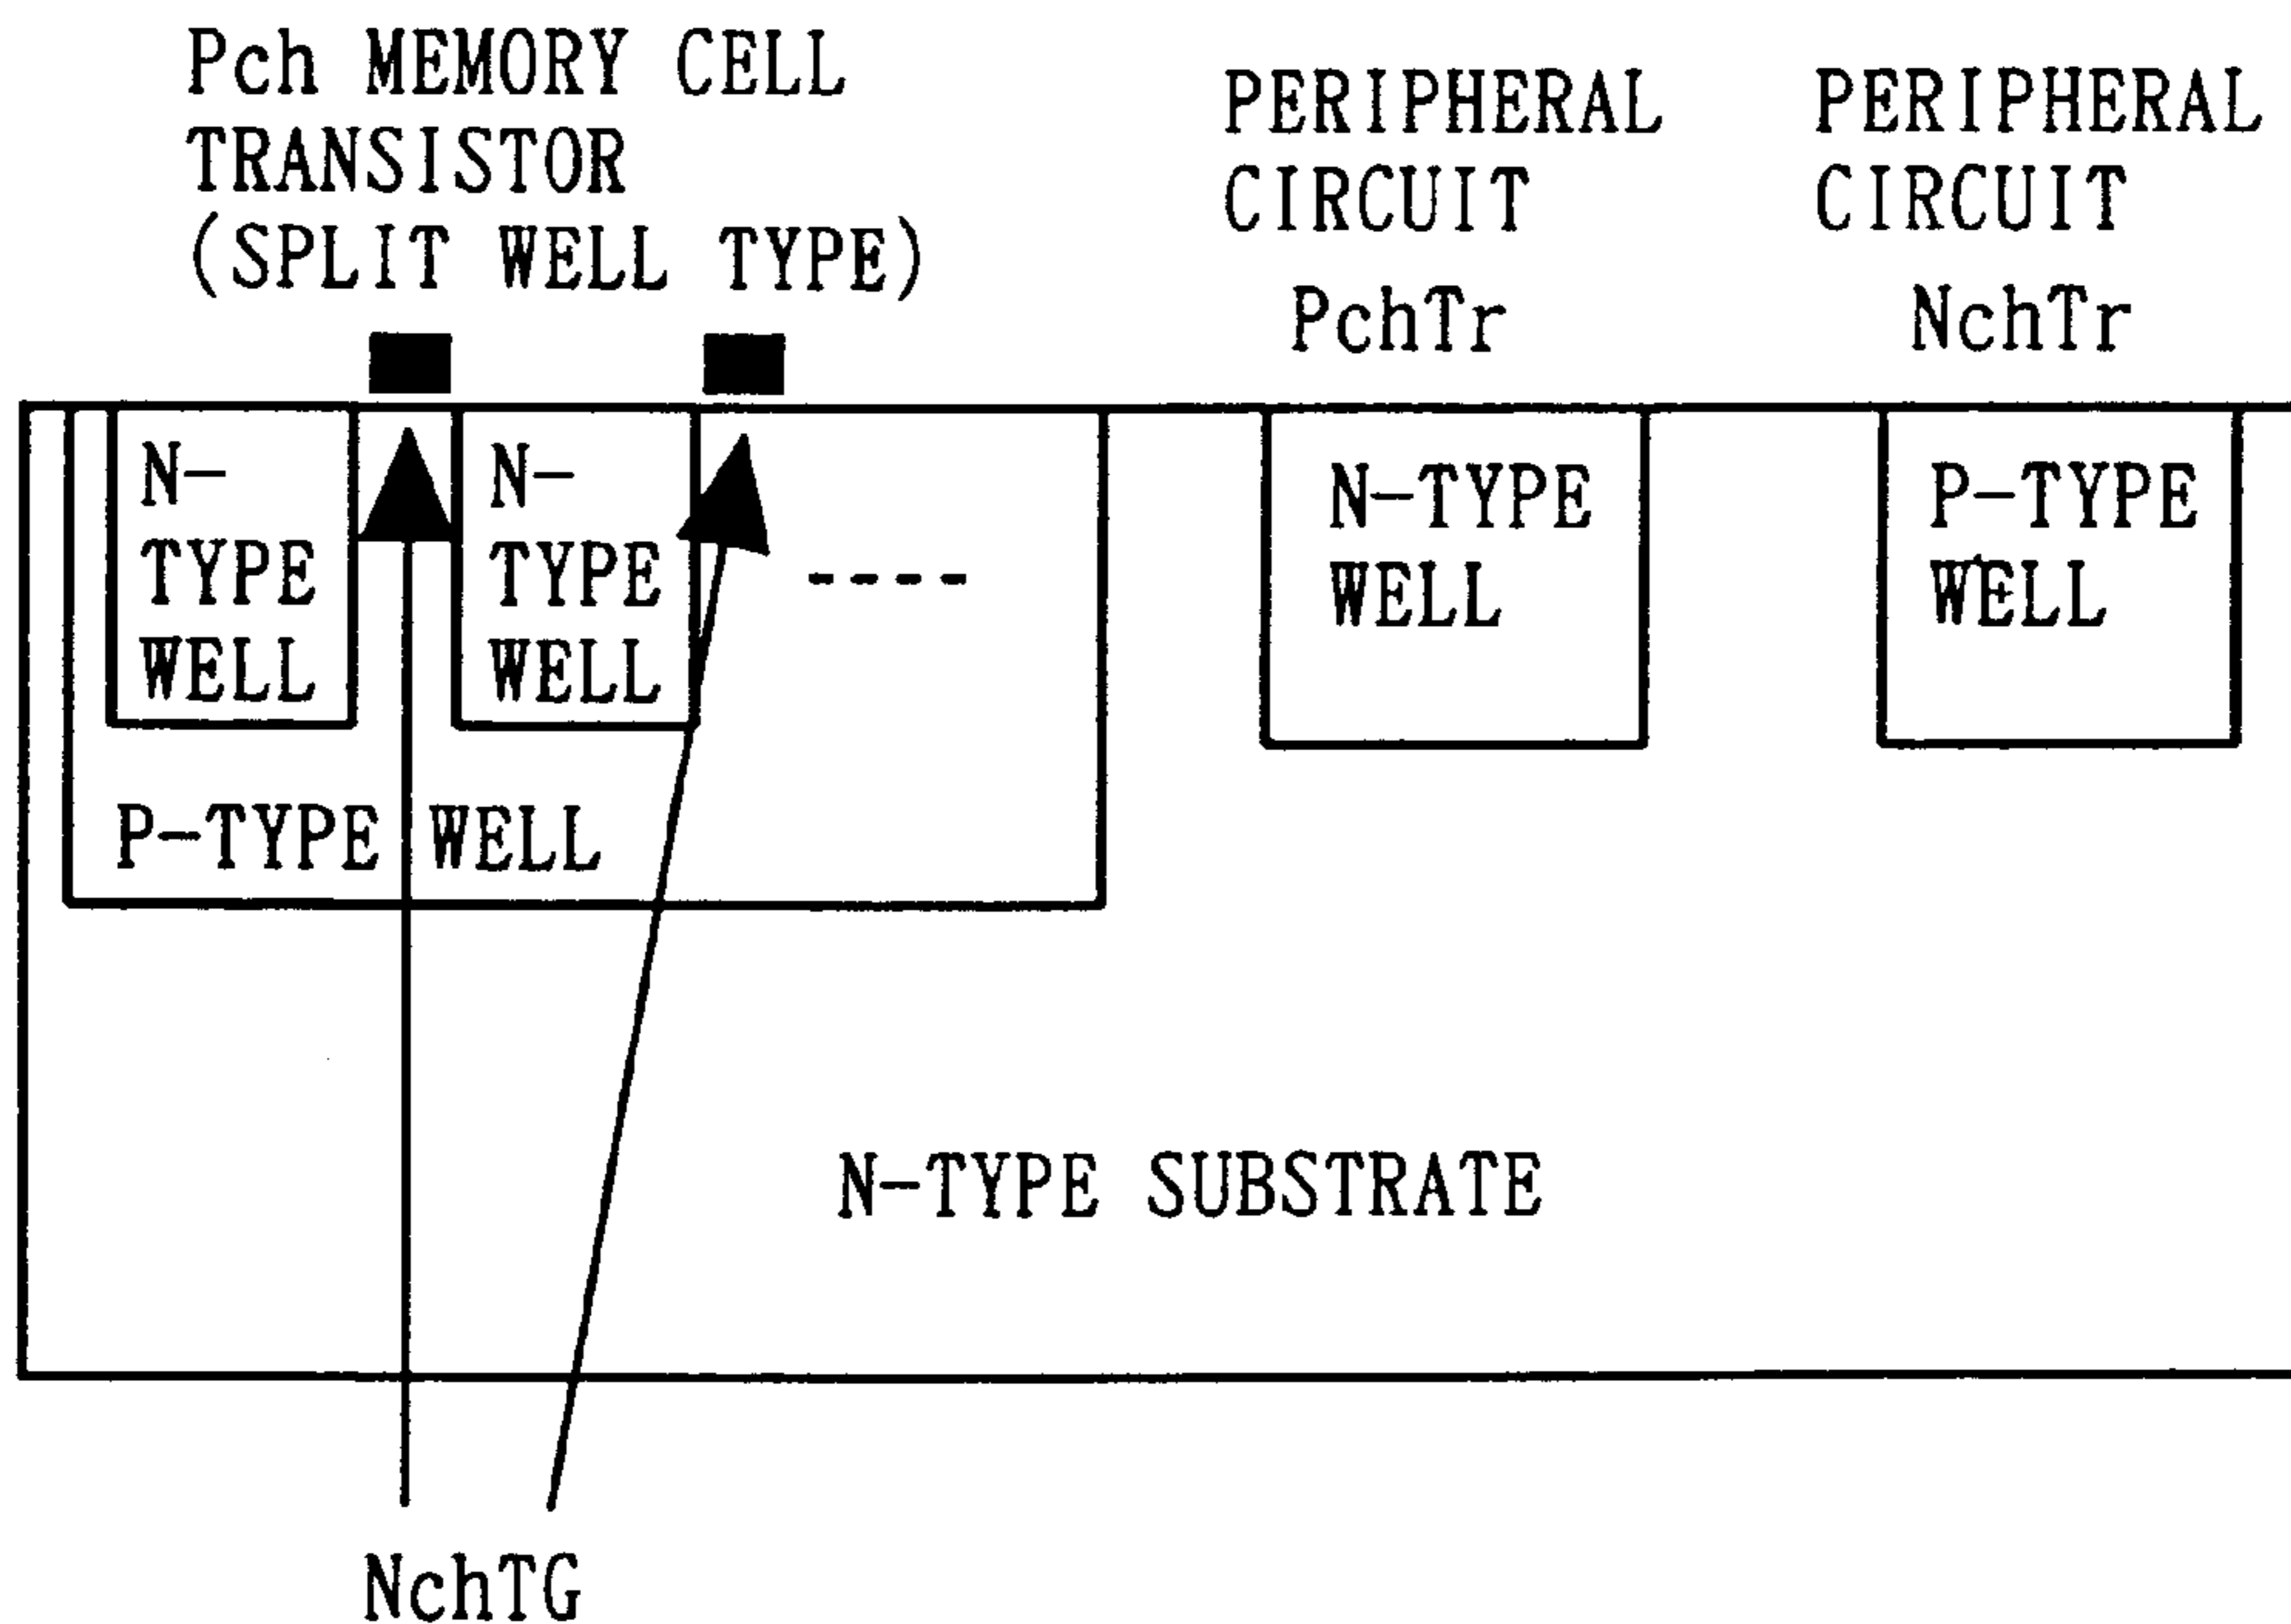 Pch MEMORY CELL
TRANSISTOR
(SPLIT WELL TYPE)
PERIPHERAL
CIRCUIT
PchTr
PERIPHERAL
CIRCUIT
NchTr
N-
TYPE
WELL
N-
TYPE
WELL
----
N-TYPE
WELL
P-TYPE
WELL
P-TYPE WELL
N-TYPE SUBSTRATE
NchTG